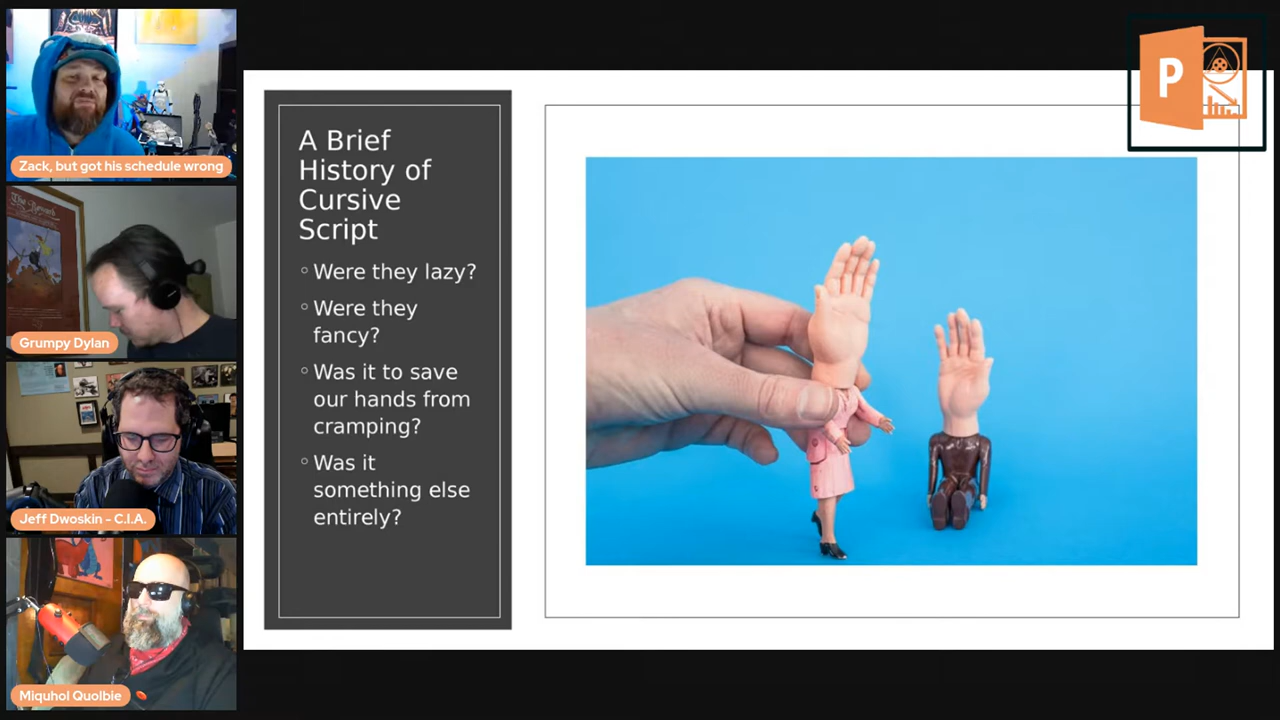 Zack, but got his schedule wrong
Grumpy Dylan
Jeff Dwoskin - C.I.A.
Miquhol Quolbie
A Brief
History of
Cursive
Script
Were they lazy?
Were they
fancy?
Was it to save
our hands from
cramping?
Was it
something else
entirely?
P